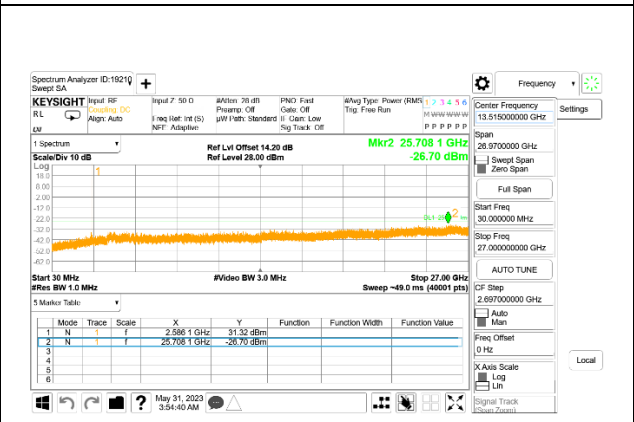 Spectrum Analyzer ID:19210
Swept SA
+
Frequency
KEYSIGHT
RL
Input: RF
Coupling: DC
Align: Auto
Input Z: 50 Ω
Freq Ref: Int (S)
NFE: Adaptive
#Atten: 28 dB
Preamp: Off
µW Path: Standard
PNO: Fast
Gate: Off
IF Gain: Low
Sig Track: Off
#Avg Type: Power (RMS
Trig: Free Run
1 2 3 4 5 6
M W W W W W
P P P P P P
Center Frequency
13.515000000 GHz
Settings
Span
26.9700000 GHz
Swept Span
Zero Span
Full Span
Start Freq
30.000000 MHz
Stop Freq
27.000000000 GHz
AUTO TUNE
CF Step
2.697000000 GHz
Auto
Man
Freq Offset
0 Hz
X Axis Scale
Log
Lin
Signal Track
(Span Zoom)
Local
1 Spectrum
Scale/Div 10 dB
Ref Lvl Offset 14.20 dB
Ref Level 28.00 dBm
Mkr2 25.708 1 GHz
-26.70 dBm
Log
18.0
8.00
-2.00
-12.0
-22.0
-32.0
-42.0
-52.0
-62.0
1
2
Start 30 MHz
#Res BW 1.0 MHz
#Video BW 3.0 MHz
Stop 27.00 GHz
Sweep ~49.0 ms (40001 pts)
5 Marker Table
Mode Trace Scale X Y Function Function Width Function Value
1 N 1 f 2.586 1 GHz 31.32 dBm
2 N 1 f 25.708 1 GHz -26.70 dBm
3
4
5
6
?
May 31, 2023
3:54:40 AM